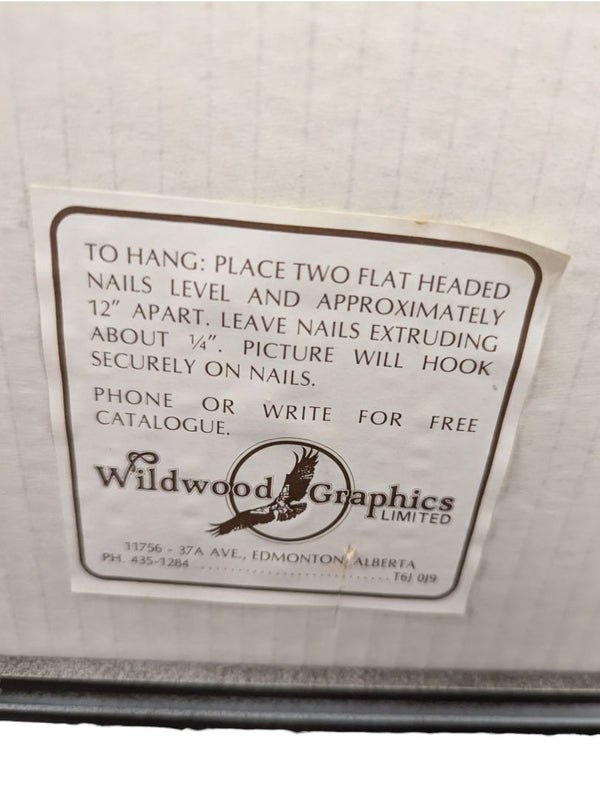 TO HANG: PLACE TWO FLAT HEADED
NAILS LEVEL AND APPROXIMATELY
12" APART. LEAVE NAILS EXTRUDING
ABOUT ¼". PICTURE WILL HOOK
SECURELY ON NAILS.
PHONE OR WRITE FOR FREE
CATALOGUE.
Wildwood Graphics
LIMITED
11756 - 37A AVE., EDMONTON, ALBERTA
PH. 435-1284 .............................. T6J 0J9